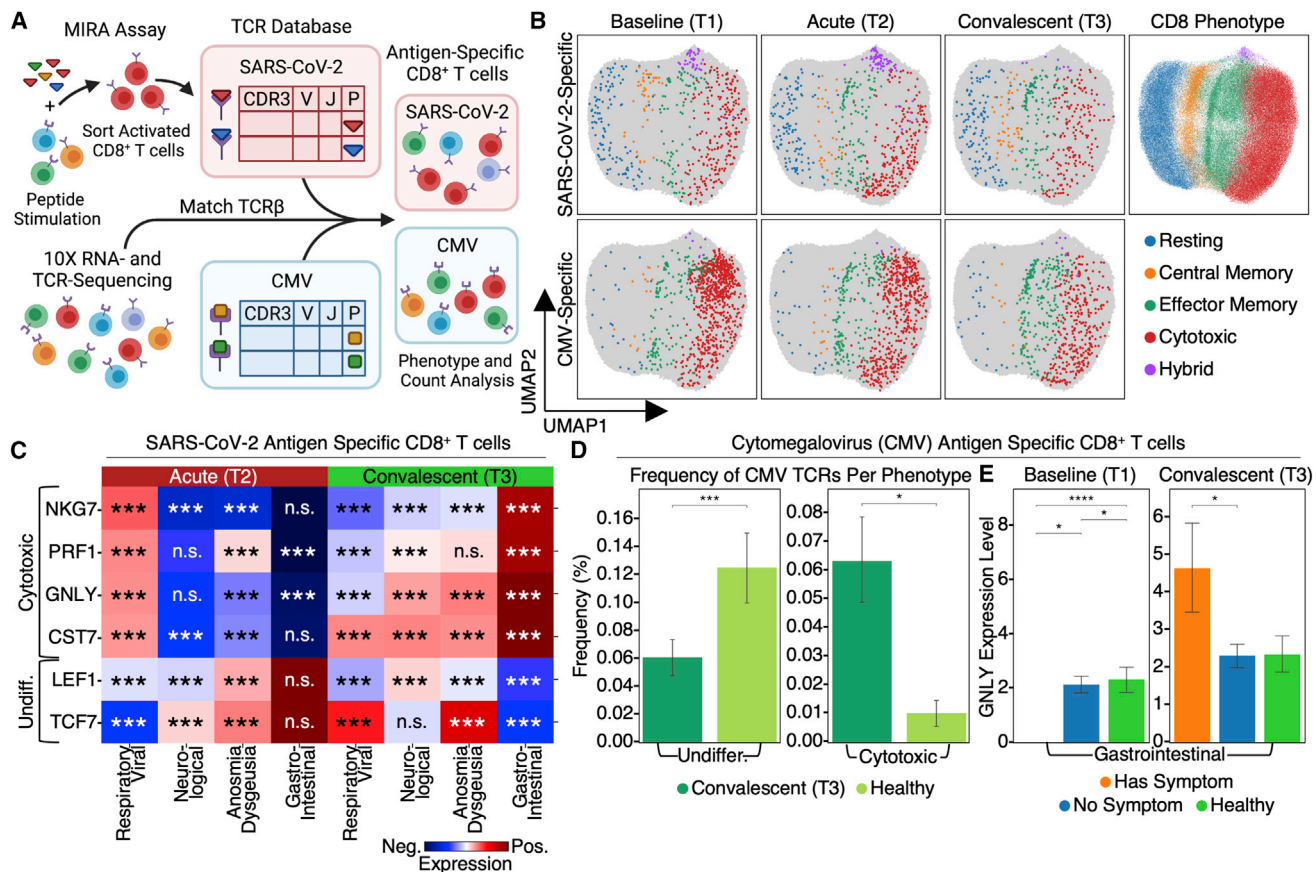 A
MIRA Assay
TCR Database
Antigen-Specific
CD8⁺ T cells
SARS-CoV-2
CDR3 V J P
SARS-CoV-2
+
Sort Activated
CD8⁺ T cells
Peptide
Stimulation
Match TCRβ
10X RNA- and
TCR-Sequencing
CMV
CDR3 V J P
CMV
Phenotype and
Count Analysis
B
Baseline (T1)
Acute (T2)
Convalescent (T3)
CD8 Phenotype
SARS-CoV-2-Specific
CMV-Specific
Resting
Central Memory
Effector Memory
Cytotoxic
Hybrid
UMAP2
UMAP1
C
SARS-CoV-2 Antigen Specific CD8⁺ T cells
Acute (T2) Convalescent (T3)
Cytotoxic
NKG7 *** *** *** n.s. *** *** *** ***
PRF1 *** n.s. *** *** *** *** n.s. ***
GNLY *** n.s. *** *** *** *** *** ***
CST7 *** *** *** n.s. *** *** *** ***
Undiff.
LEF1 *** *** *** n.s. *** *** *** ***
TCF7 *** *** *** n.s. *** n.s. *** ***
Respiratory
Viral
Neuro-
logical
Anosmia
Dysgeusia
Gastro-
Intestinal
Respiratory
Viral
Neuro-
logical
Anosmia
Dysgeusia
Gastro-
Intestinal
Neg. Pos.
Expression
Cytomegalovirus (CMV) Antigen Specific CD8⁺ T cells
D
Frequency of CMV TCRs Per Phenotype
Frequency (%)
0.16
0.14
0.12
0.10
0.08
0.06
0.04
0.02
0.00
***
Undiffer.
0.08
0.07
0.06
0.05
0.04
0.03
0.02
0.01
0.00
*
Cytotoxic
Convalescent (T3) Healthy
E
Baseline (T1) Convalescent (T3)
GNLY Expression Level
8
6
4
2
0
****
*
*
6
5
4
3
2
1
0
*
Gastrointestinal
Has Symptom
No Symptom Healthy